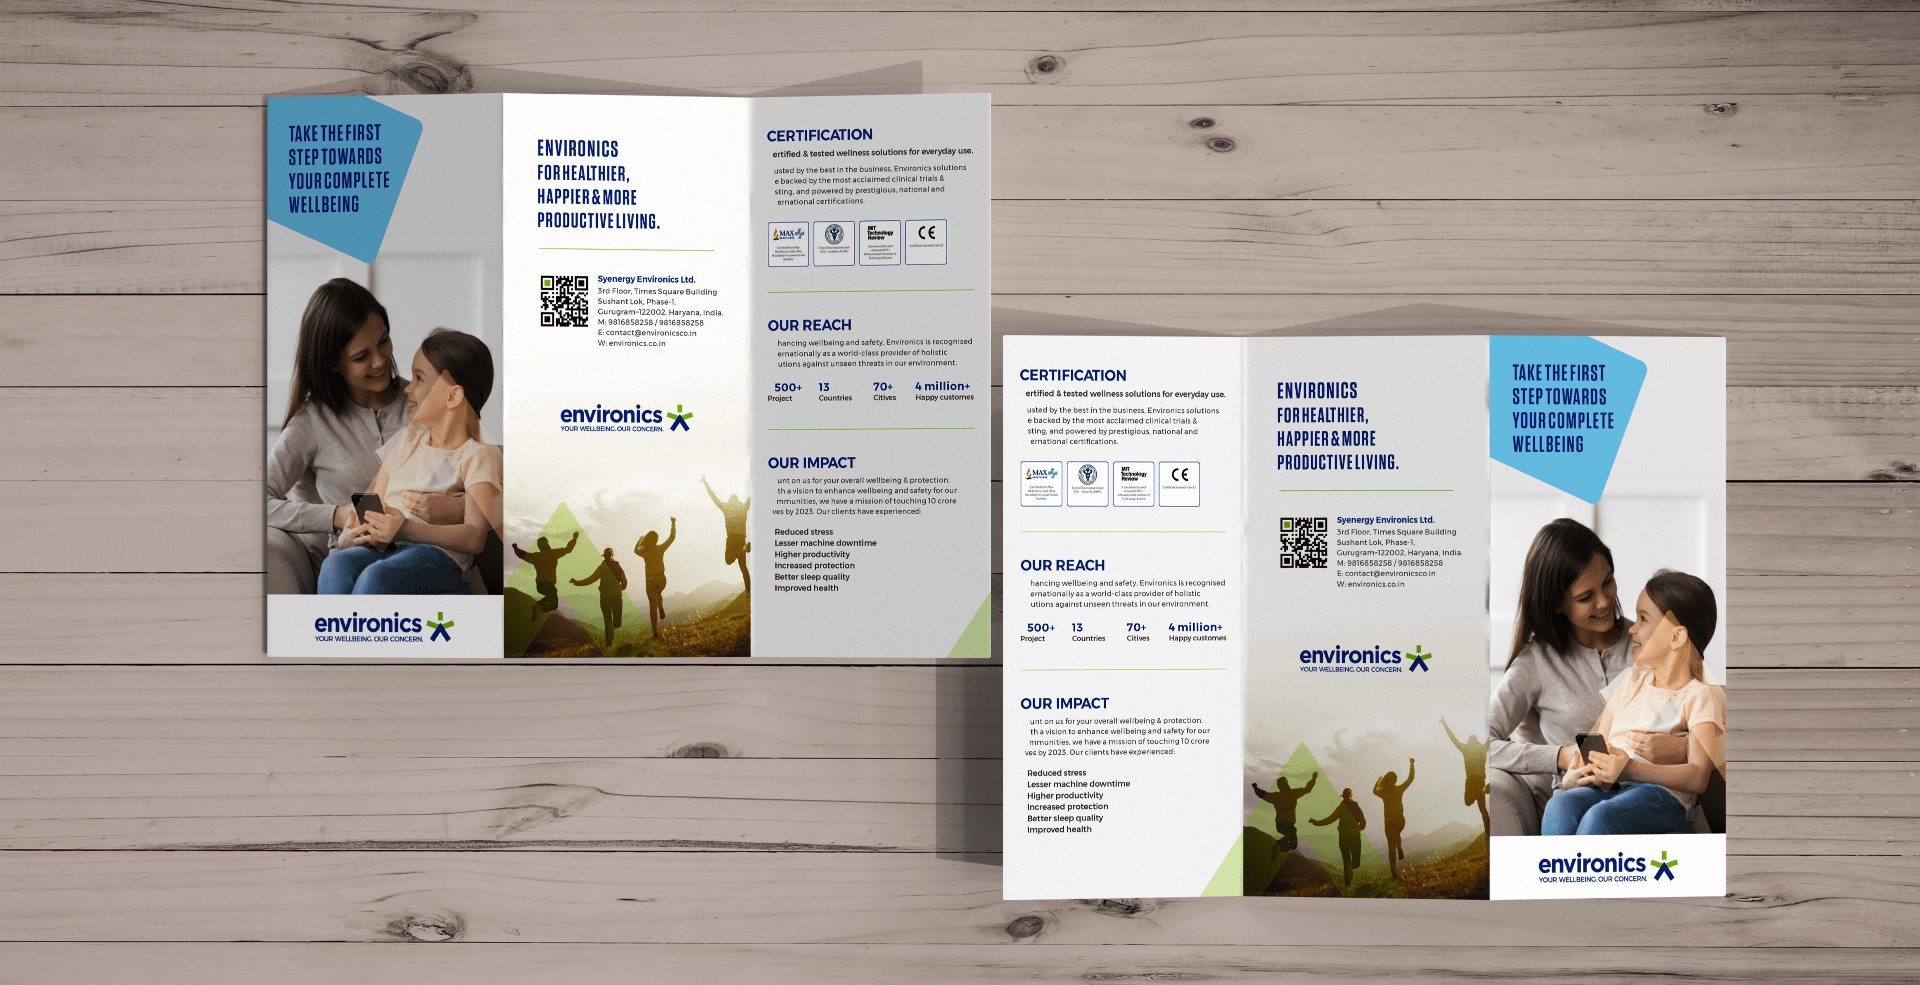 TAKE THE FIRST
STEP TOWARDS
YOUR COMPLETE
WELLBEING
environics
YOUR WELLBEING. OUR CONCERN.
ENVIRONICS
FOR HEALTHIER,
HAPPIER & MORE
PRODUCTIVE LIVING.
Syenergy Environics Ltd.
3rd Floor, Times Square Building
Sushant Lok, Phase-1,
Gurugram-122002, Haryana, India.
M: 9816858258 / 9816858258
E: contact@environicsco.in
W: environics.co.in
environics
YOUR WELLBEING. OUR CONCERN.
CERTIFICATION
ertified & tested wellness solutions for everyday use.
usted by the best in the business, Environics solutions
e backed by the most acclaimed clinical trials &
sting, and powered by prestigious, national and
ernational certifications.
MAX
MIT
Technology
Review
CE
OUR REACH
hancing wellbeing and safety, Environics is recognised
ernationally as a world-class provider of holistic
utions against unseen threats in our environment.
500+ 13 70+ 4 million+
Project Countries Citives Happy customes
OUR IMPACT
unt on us for your overall wellbeing & protection.
th a vision to enhance wellbeing and safety for our
mmunities, we have a mission of touching 10 crore
ves by 2023. Our clients have experienced:
Reduced stress
Lesser machine downtime
Higher productivity
Increased protection
Better sleep quality
Improved health
CERTIFICATION
ertified & tested wellness solutions for everyday use.
usted by the best in the business, Environics solutions
e backed by the most acclaimed clinical trials &
sting, and powered by prestigious, national and
ernational certifications.
MAX
MIT
Technology
Review
CE
OUR REACH
hancing wellbeing and safety, Environics is recognised
ernationally as a world-class provider of holistic
utions against unseen threats in our environment.
500+ 13 70+ 4 million+
Project Countries Citives Happy customes
OUR IMPACT
unt on us for your overall wellbeing & protection.
th a vision to enhance wellbeing and safety for our
mmunities, we have a mission of touching 10 crore
ves by 2023. Our clients have experienced:
Reduced stress
Lesser machine downtime
Higher productivity
Increased protection
Better sleep quality
Improved health
ENVIRONICS
FOR HEALTHIER,
HAPPIER & MORE
PRODUCTIVE LIVING.
Syenergy Environics Ltd.
3rd Floor, Times Square Building
Sushant Lok, Phase-1,
Gurugram-122002, Haryana, India.
M: 9816858258 / 9816858258
E: contact@environicsco.in
W: environics.co.in
environics
YOUR WELLBEING. OUR CONCERN.
TAKE THE FIRST
STEP TOWARDS
YOUR COMPLETE
WELLBEING
environics
YOUR WELLBEING. OUR CONCERN.